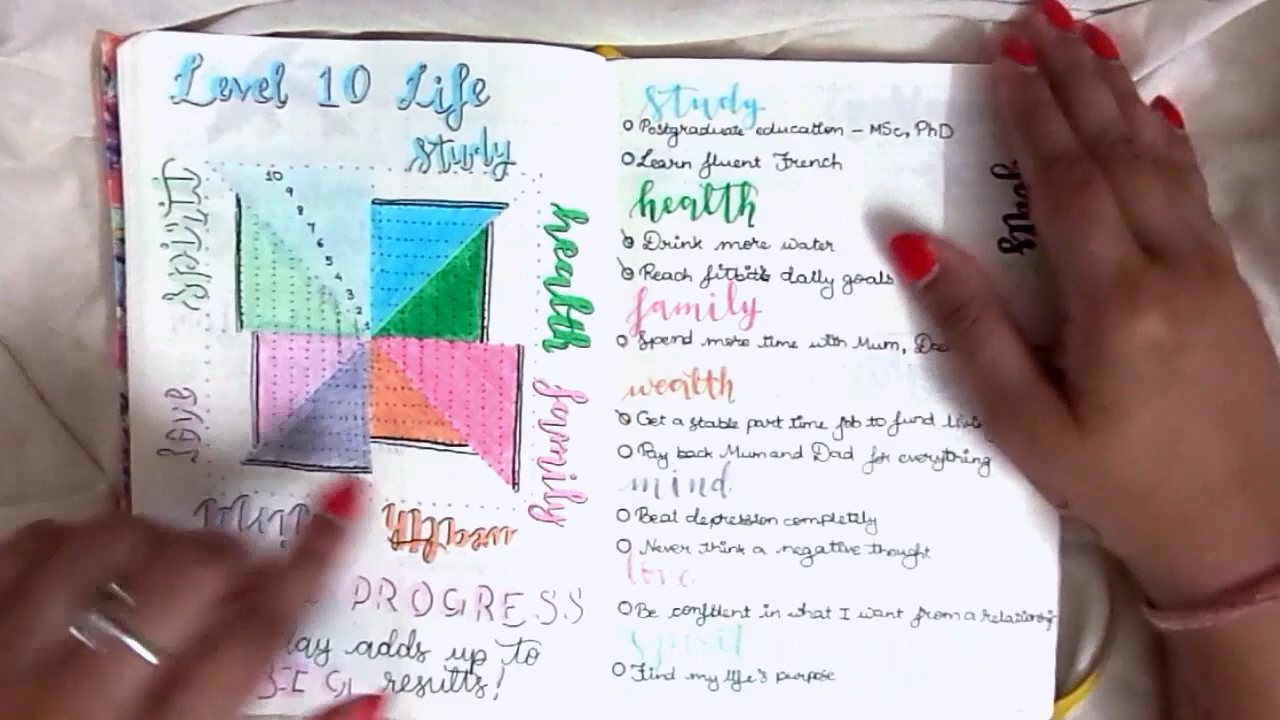 Level 10 Life
study
spirit
health
family
wealth
mind
love
10
9
8
7
6
5
4
3
2
1
PROGRESS
adds up to
BIG results!
study
Postgraduate education - MSc, PhD
Learn fluent French
health
Drink more water
Reach fitbit's daily goals
family
Spend more time with Mum,
wealth
Get a stable part time job to fund
Pay back Mum and Dad for everything
mind
Beat depression completely
Never think a negative thought
love
Be confident in what I want from a relationship
spirit
Find my life's purpose